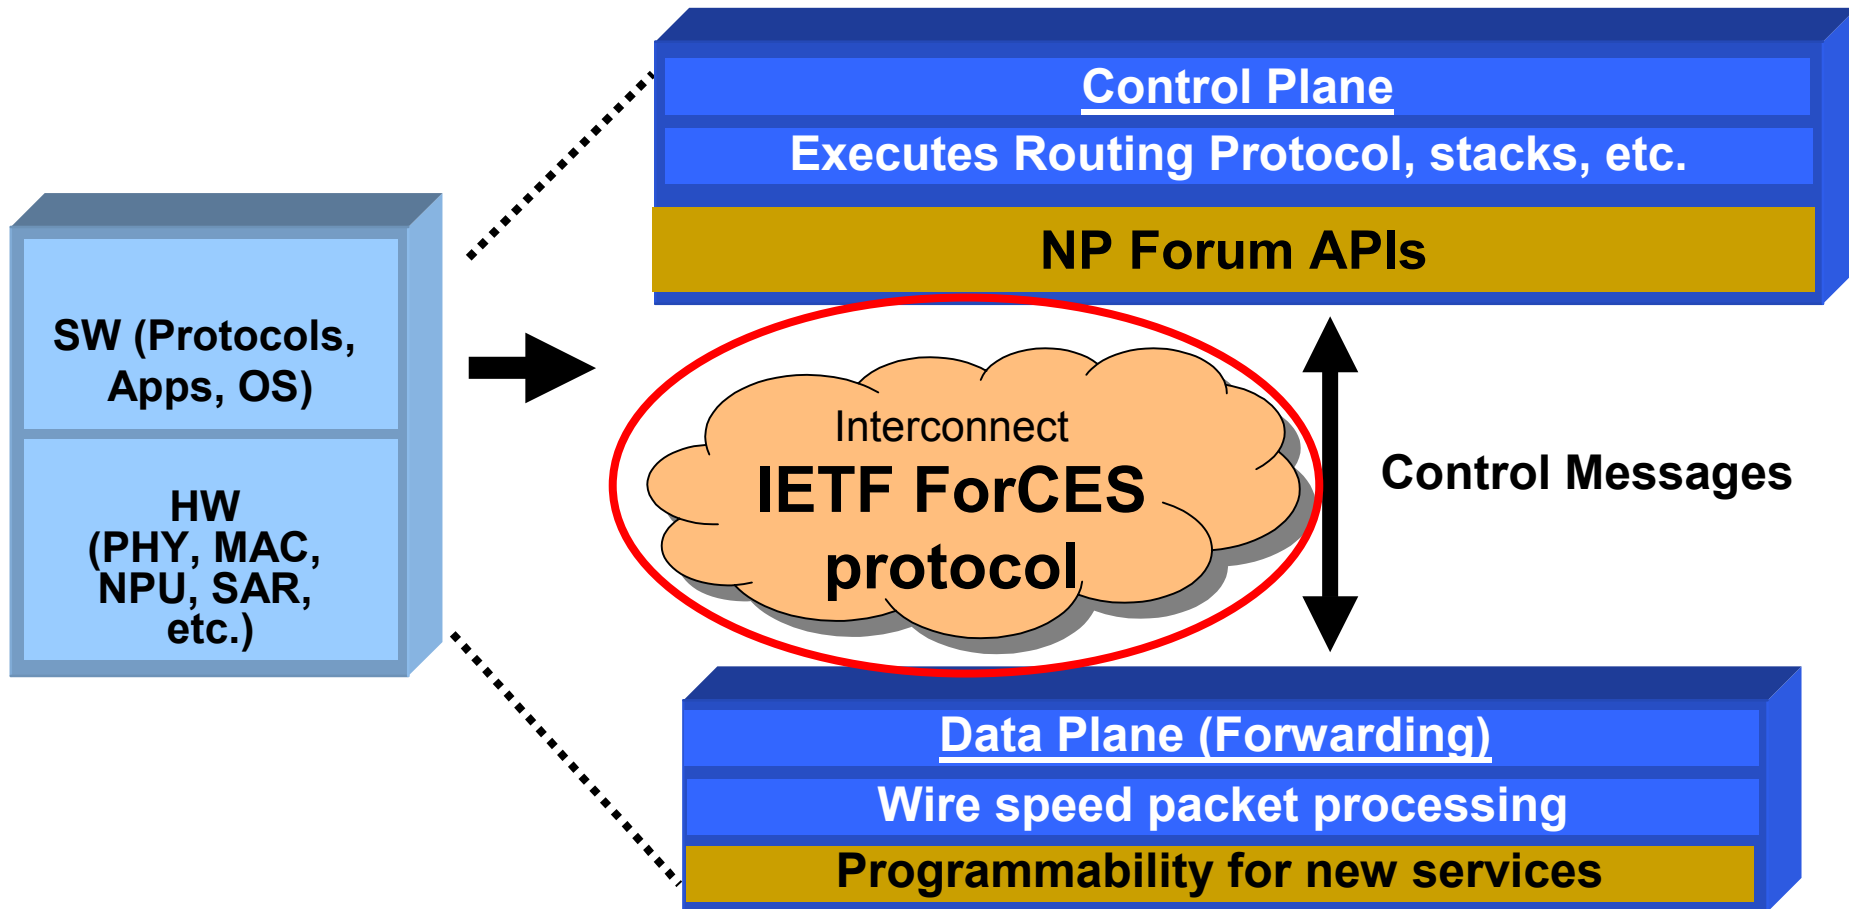 Control Plane
Executes Routing Protocol, stacks, etc.
NP Forum APIs
SW (Protocols,
Apps, OS)
HW
(PHY, MAC,
NPU, SAR,
etc.)
Interconnect
IETF ForCES
protocol
Control Messages
Data Plane (Forwarding)
Wire speed packet processing
Programmability for new services